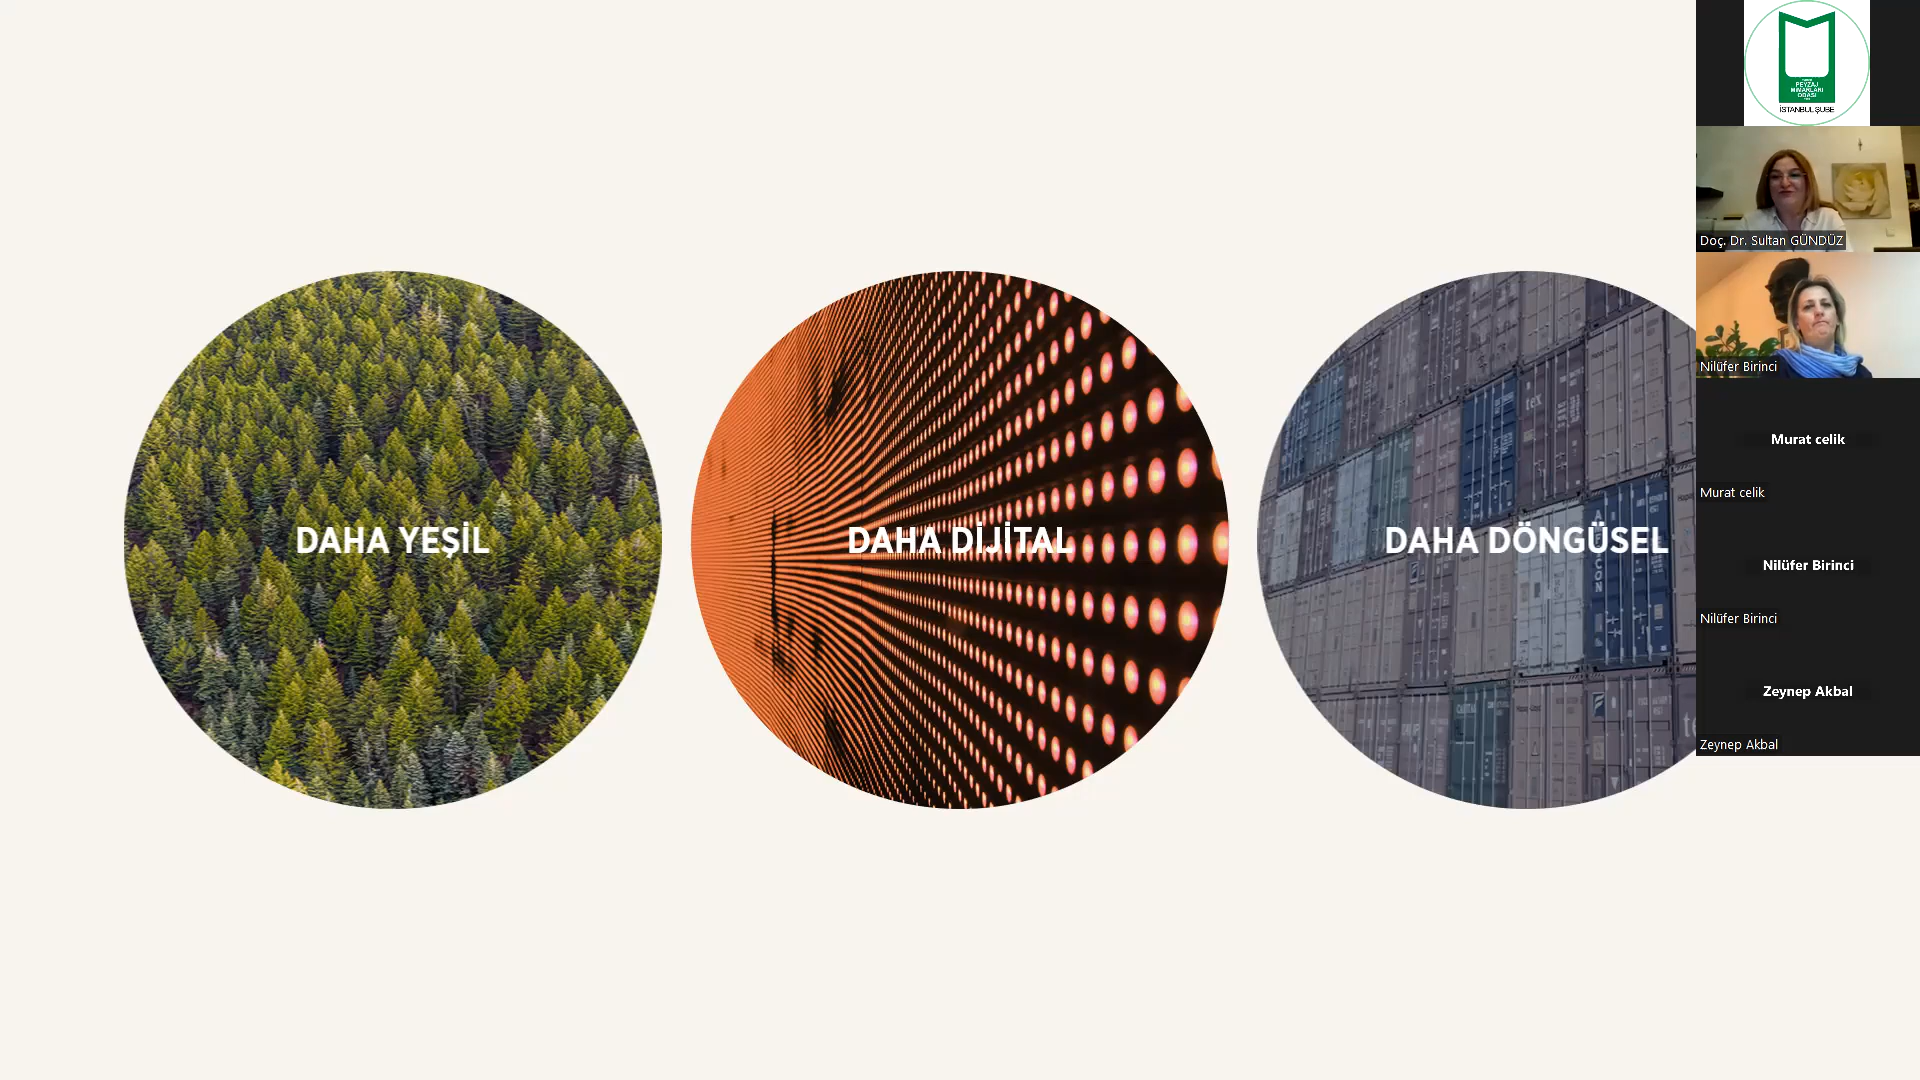 DAHA YEŞİL
DAHA DİJİTAL
DAHA DÖNGÜSEL
PEYZAJ
MİMARLARI
ODASI
İSTANBUL ŞUBE
Doç. Dr. Sultan GÜNDÜZ
Nilüfer Birinci
Murat celik
Murat celik
Nilüfer Birinci
Nilüfer Birinci
Zeynep Akbal
Zeynep Akbal